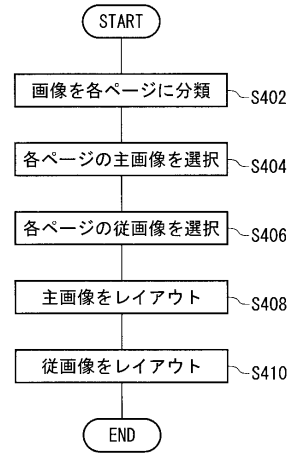 START
画像を各ページに分類
S402
各ページの主画像を選択
S404
各ページの従画像を選択
S406
主画像をレイアウト
S408
従画像をレイアウト
S410
END